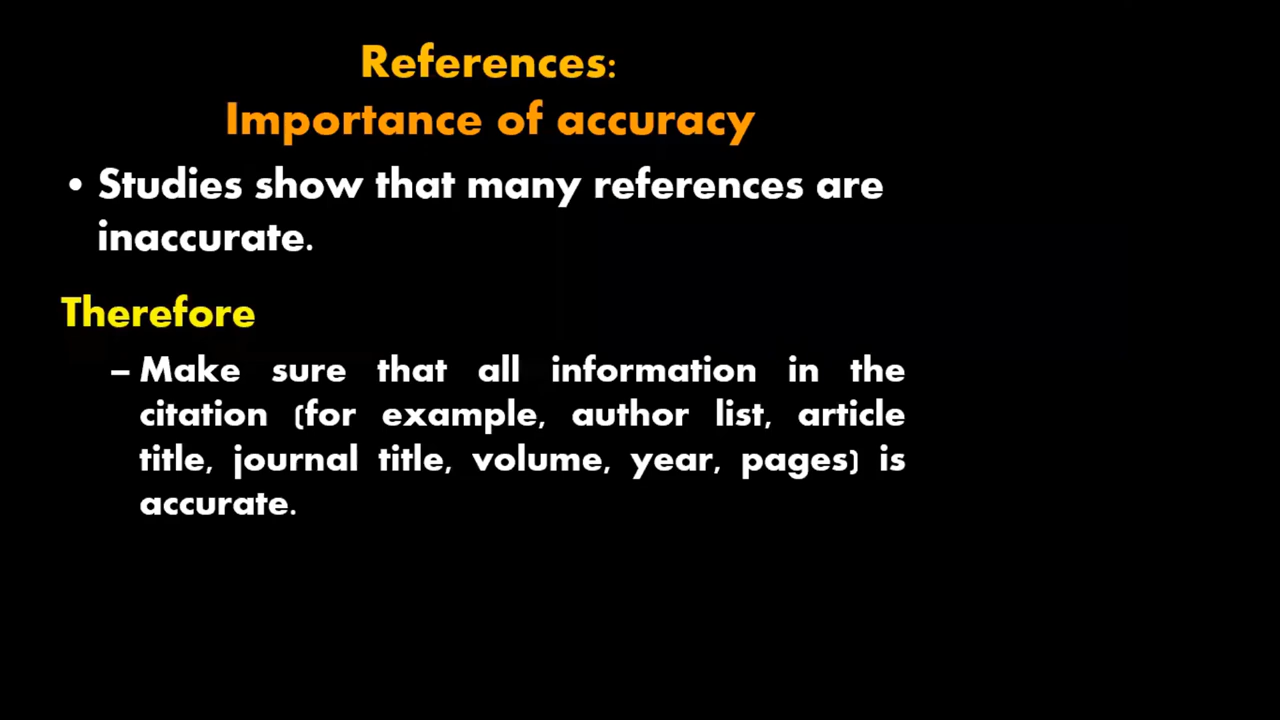 References:
Importance of accuracy
• Studies show that many references are
inaccurate.
Therefore
– Make sure that all information in the
citation (for example, author list, article
title, journal title, volume, year, pages) is
accurate.